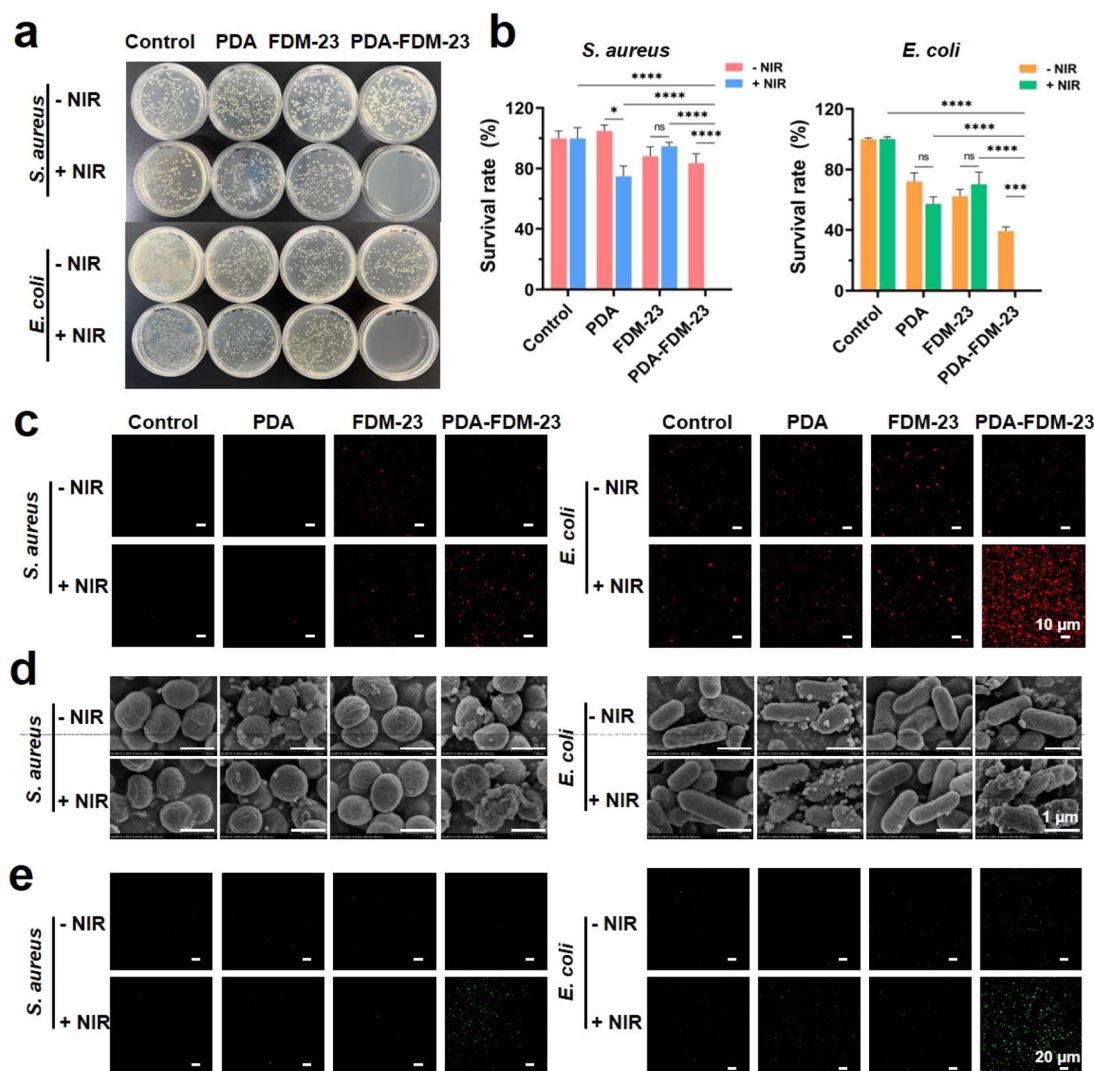 a
Control PDA FDM-23 PDA-FDM-23
S. aureus
- NIR
+ NIR
E. coli
- NIR
+ NIR
b
S. aureus
- NIR
+ NIR
Survival rate (%)
120
80
40
0
****
****
* ns **** ****
Control
PDA
FDM-23
PDA-FDM-23
E. coli
- NIR
+ NIR
Survival rate (%)
120
80
40
0
****
****
ns ns **** ***
Control
PDA
FDM-23
PDA-FDM-23
c
Control PDA FDM-23 PDA-FDM-23
S. aureus
- NIR
+ NIR
Control PDA FDM-23 PDA-FDM-23
E. coli
- NIR
+ NIR
10 µm
d
S. aureus
- NIR
+ NIR
E. coli
- NIR
+ NIR
1 µm
e
S. aureus
- NIR
+ NIR
E. coli
- NIR
+ NIR
20 µm